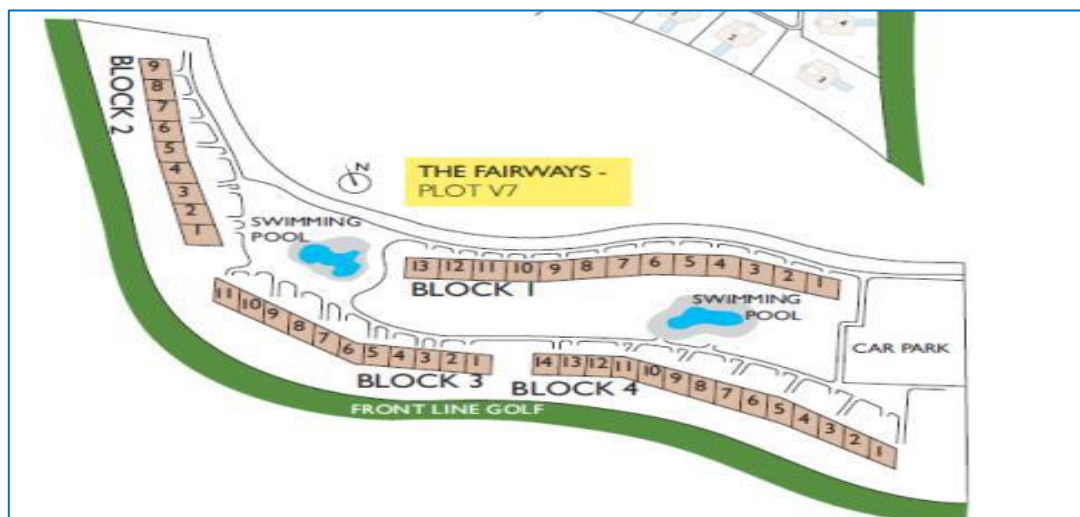 2
3
4
9
8
7
6
5
4
3
2
1
BLOCK 2
N
THE FAIRWAYS -
PLOT V7
SWIMMING
POOL
13 12 11 10 9 8 7 6 5 4 3 2 1
BLOCK 1
SWIMMING
POOL
CAR PARK
11 10 9 8 7 6 5 4 3 2 1
BLOCK 3
14 13 12 11 10 9 8 7 6 5 4 3 2 1
BLOCK 4
FRONT LINE GOLF